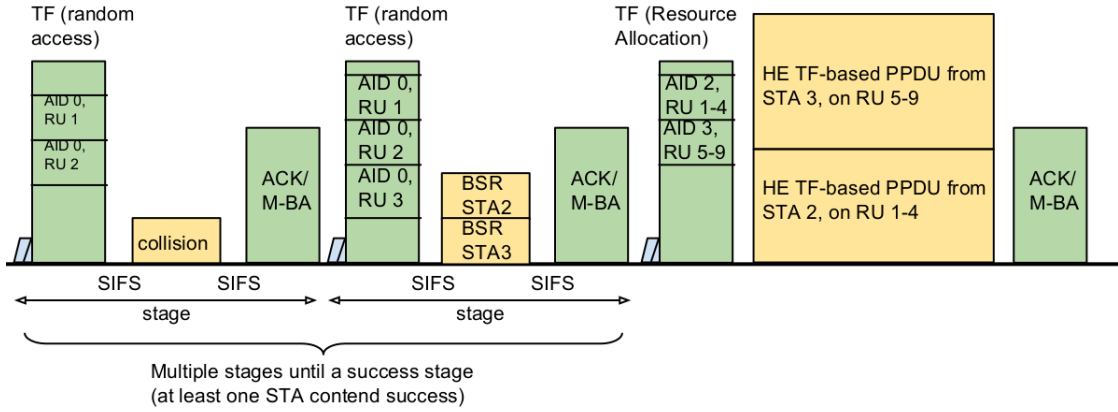 TF (random
access)
TF (random
access)
TF (Resource
Allocation)
AID 0,
RU 1
AID 0,
RU 2
collision
ACK/
M-BA
AID 0,
RU 1
AID 0,
RU 2
AID 0,
RU 3
BSR
STA2
BSR
STA3
ACK/
M-BA
AID 2,
RU 1-4
AID 3,
RU 5-9
HE TF-based PPDU from
STA 3, on RU 5-9
HE TF-based PPDU from
STA 2, on RU 1-4
ACK/
M-BA
SIFS
SIFS
SIFS
SIFS
stage
stage
Multiple stages until a success stage
(at least one STA contend success)